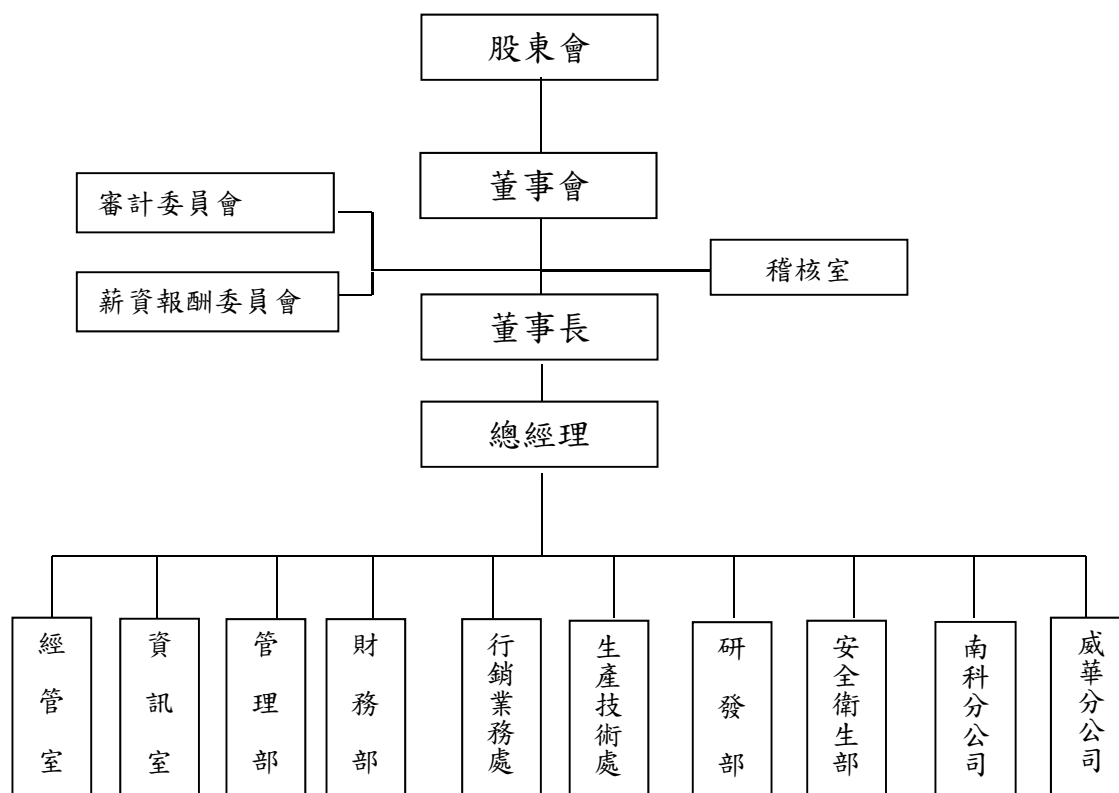 股東會
董事會
審計委員會
稽核室
薪資報酬委員會
董事長
總經理
經管室
資訊室
管理部
財務部
行銷業務處
生產技術處
研發部
安全衛生部
南科分公司
威華分公司